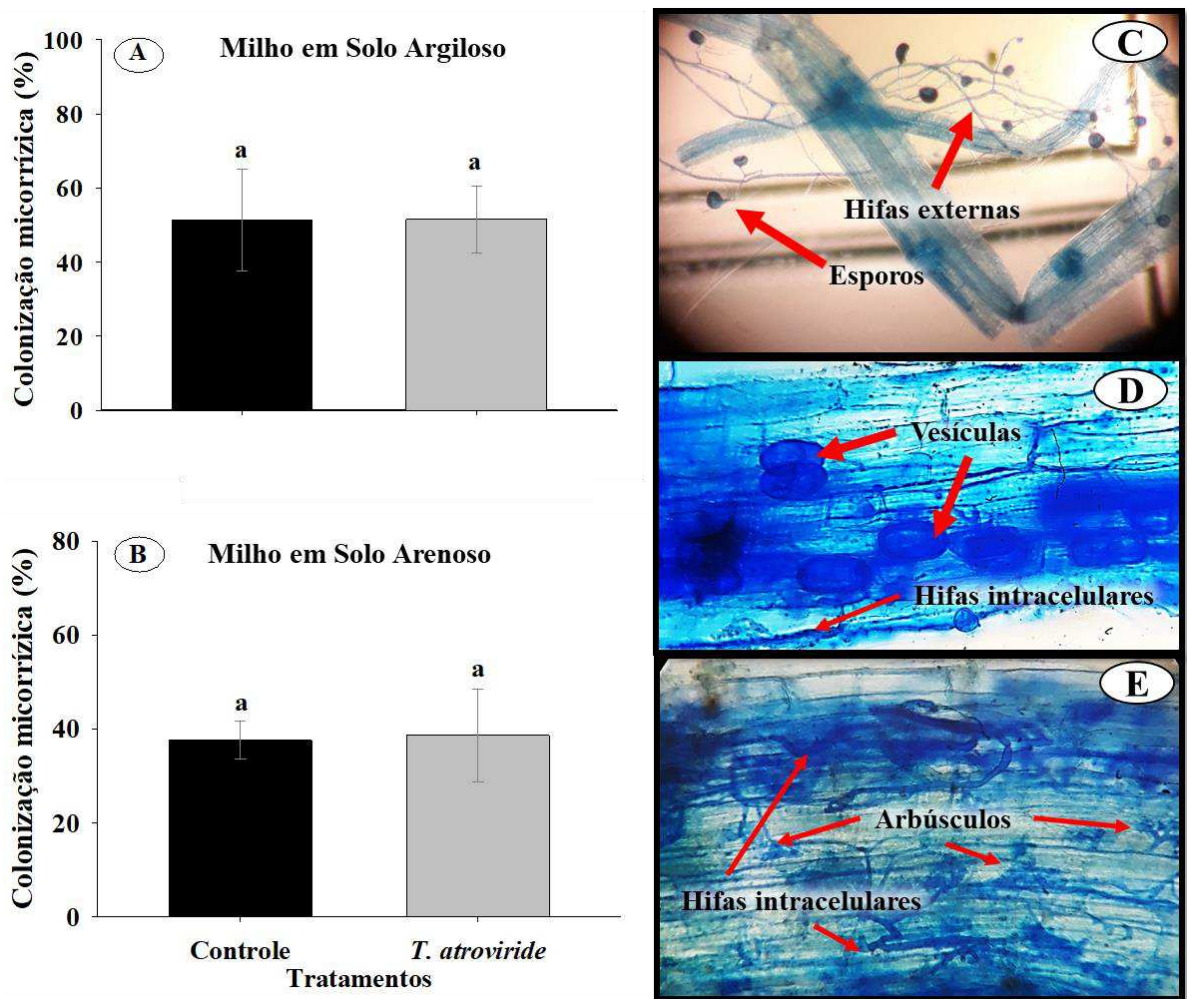 A
Milho em Solo Argiloso
Colonização micorrízica (%)
100
80
60
40
20
0
a
a
B
Milho em Solo Arenoso
Colonização micorrízica (%)
80
60
40
20
0
a
a
Controle
T. atroviride
Tratamentos
C
Hifas externas
Esporos
D
Vesículas
Hifas intracelulares
E
Arbúsculos
Hifas intracelulares